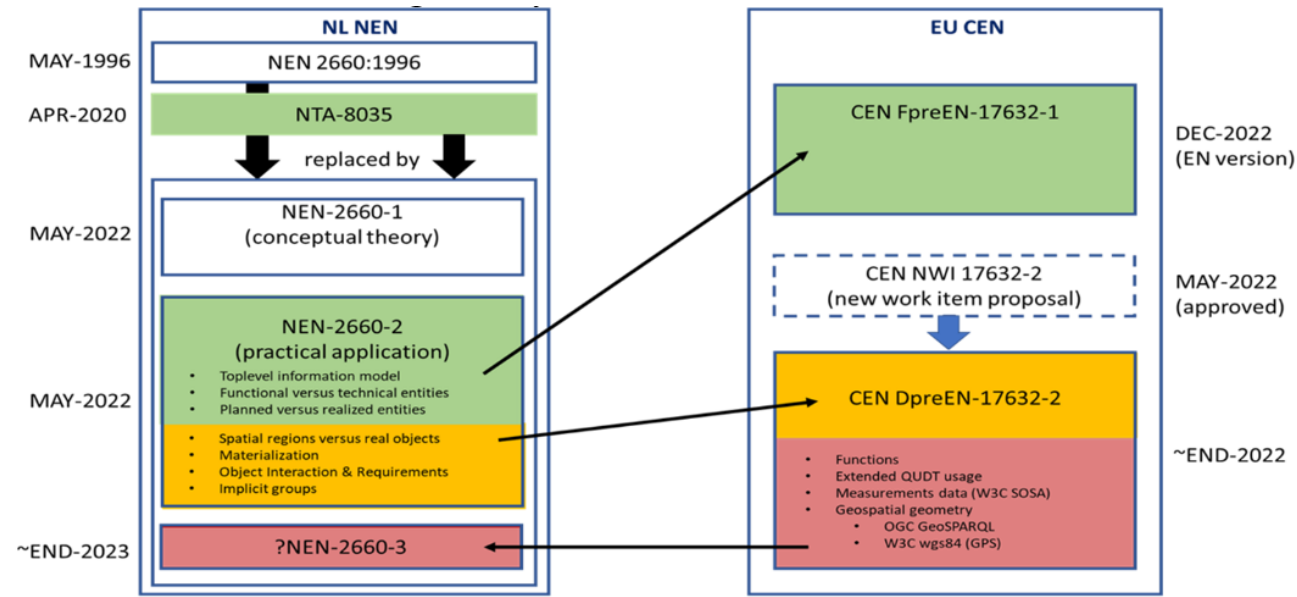 NL NEN
MAY-1996
NEN 2660:1996
APR-2020
NTA-8035
replaced by
MAY-2022
NEN-2660-1
(conceptual theory)
MAY-2022
NEN-2660-2
(practical application)
• Toplevel information model
• Functional versus technical entities
• Planned versus realized entities
• Spatial regions versus real objects
• Materialization
• Object Interaction & Requirements
• Implicit groups
~END-2023
?NEN-2660-3
EU CEN
CEN FpreEN-17632-1
DEC-2022
(EN version)
CEN NWI 17632-2
(new work item proposal)
MAY-2022
(approved)
CEN DpreEN-17632-2
~END-2022
• Functions
• Extended QUDT usage
• Measurements data (W3C SOSA)
• Geospatial geometry
• OGC GeoSPARQL
• W3C wgs84 (GPS)